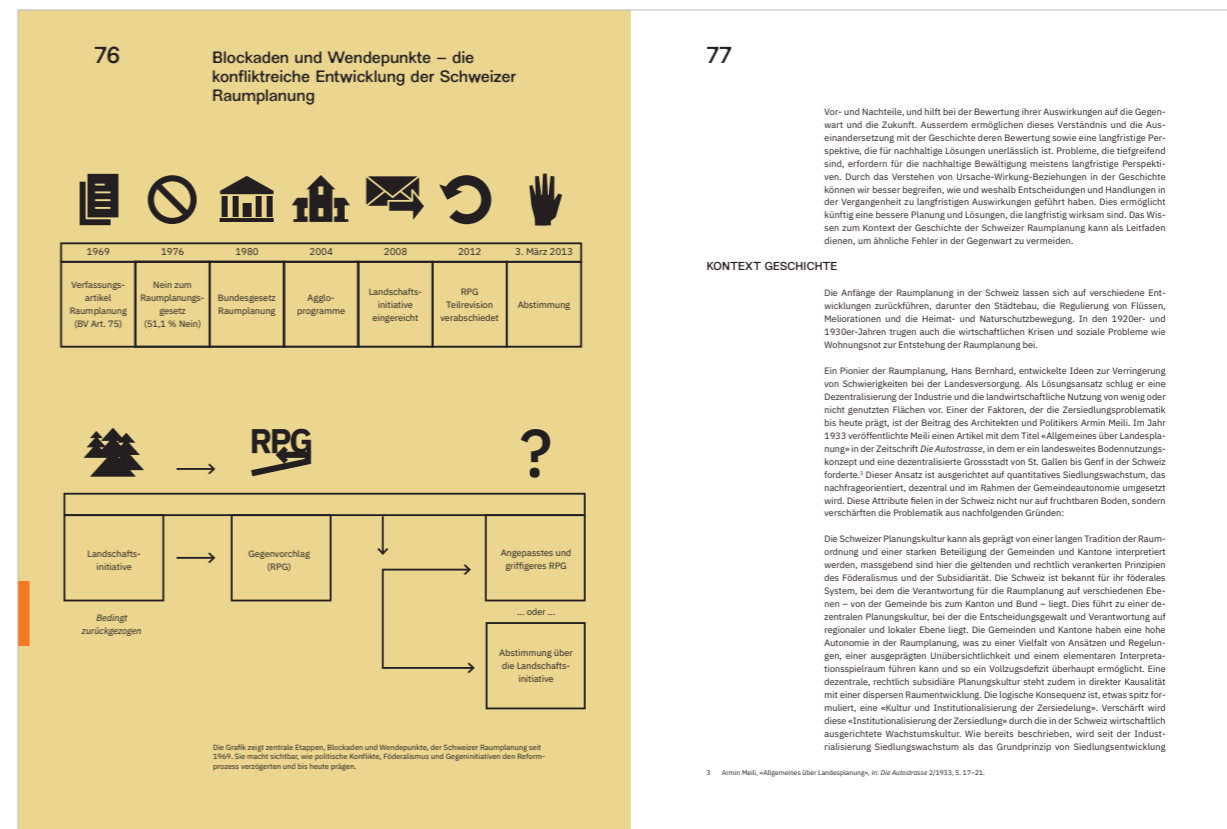 76
Blockaden und Wendepunkte – die
konfliktreiche Entwicklung der Schweizer
Raumplanung
1969
1976
1980
2004
2008
2012
3. März 2013
Verfassungs-
artikel
Raumplanung
(BV Art. 75)
Nein zum
Raumplanungs-
gesetz
(51,1 % Nein)
Bundesgesetz
Raumplanung
Agglo-
programme
Landschafts-
initiative
eingereicht
RPG
Teilrevision
verabschiedet
Abstimmung
RPG
?
Landschafts-
initiative
Gegenvorchlag
(RPG)
Angepasstes und
griffigeres RPG
Bedingt
zurückgezogen
... oder ...
Abstimmung über
die Landschafts-
initiative
Die Grafik zeigt zentrale Etappen, Blockaden und Wendepunkte, der Schweizer Raumplanung seit
1969. Sie macht sichtbar, wie politische Konflikte, Föderalismus und Gegeninitiativen den Reform-
prozess verzögerten und bis heute prägen.
77
Vor- und Nachteile, und hilft bei der Bewertung ihrer Auswirkungen auf die Gegen-
wart und die Zukunft. Ausserdem ermöglichen dieses Verständnis und die Aus-
einandersetzung mit der Geschichte deren Bewertung sowie eine langfristige Per-
spektive, die für nachhaltige Lösungen unerlässlich ist. Probleme, die tiefgreifend
sind, erfordern für die nachhaltige Bewältigung meistens langfristige Perspekti-
ven. Durch das Verstehen von Ursache-Wirkung-Beziehungen in der Geschichte
können wir besser begreifen, wie und weshalb Entscheidungen und Handlungen in
der Vergangenheit zu langfristigen Auswirkungen geführt haben. Dies ermöglicht
künftig eine bessere Planung und Lösungen, die langfristig wirksam sind. Das Wis-
sen zum Kontext der Geschichte der Schweizer Raumplanung kann als Leitfaden
dienen, um ähnliche Fehler in der Gegenwart zu vermeiden.
KONTEXT GESCHICHTE
Die Anfänge der Raumplanung in der Schweiz lassen sich auf verschiedene Ent-
wicklungen zurückführen, darunter den Städtebau, die Regulierung von Flüssen,
Meliorationen und die Heimat- und Naturschutzbewegung. In den 1920er- und
1930er-Jahren trugen auch die wirtschaftlichen Krisen und soziale Probleme wie
Wohnungsnot zur Entstehung der Raumplanung bei.
Ein Pionier der Raumplanung, Hans Bernhard, entwickelte Ideen zur Verringerung
von Schwierigkeiten bei der Landesversorgung. Als Lösungsansatz schlug er eine
Dezentralisierung der Industrie und die landwirtschaftliche Nutzung von wenig oder
nicht genutzten Flächen vor. Einer der Faktoren, der die Zersiedlungsproblematik
bis heute prägt, ist der Beitrag des Architekten und Politikers Armin Meili. Im Jahr
1933 veröffentlichte Meili einen Artikel mit dem Titel «Allgemeines über Landespla-
nung» in der Zeitschrift Die Autostrasse, in dem er ein landesweites Bodennutzungs-
konzept und eine dezentralisierte Grossstadt von St. Gallen bis Genf in der Schweiz
forderte.³ Dieser Ansatz ist ausgerichtet auf quantitatives Siedlungswachstum, das
nachfrageorientiert, dezentral und im Rahmen der Gemeindeautonomie umgesetzt
wird. Diese Attribute fielen in der Schweiz nicht nur auf fruchtbaren Boden, sondern
verschärften die Problematik aus nachfolgenden Gründen:
Die Schweizer Planungskultur kann als geprägt von einer langen Tradition der Raum-
ordnung und einer starken Beteiligung der Gemeinden und Kantone interpretiert
werden, massgebend sind hier die geltenden und rechtlich verankerten Prinzipien
des Föderalismus und der Subsidiarität. Die Schweiz ist bekannt für ihr föderales
System, bei dem die Verantwortung für die Raumplanung auf verschiedenen Ebe-
nen – von der Gemeinde bis zum Kanton und Bund – liegt. Dies führt zu einer de-
zentralen Planungskultur, bei der die Entscheidungsgewalt und Verantwortung auf
regionaler und lokaler Ebene liegt. Die Gemeinden und Kantone haben eine hohe
Autonomie in der Raumplanung, was zu einer Vielfalt von Ansätzen und Regelun-
gen, einer ausgeprägten Unübersichtlichkeit und einem elementaren Interpreta-
tionsspielraum führen kann und so ein Vollzugsdefizit überhaupt ermöglicht. Eine
dezentrale, rechtlich subsidiäre Planungskultur steht zudem in direkter Kausalität
mit einer dispersen Raumentwicklung. Die logische Konsequenz ist, etwas spitz for-
muliert, eine «Kultur und Institutionalisierung der Zersiedelung». Verschärft wird
diese «Institutionalisierung der Zersiedlung» durch die in der Schweiz wirtschaftlich
ausgerichtete Wachstumskultur. Wie bereits beschrieben, wird seit der Indust-
rialisierung Siedlungswachstum als das Grundprinzip von Siedlungsentwicklung
3 Armin Meili, «Allgemeines über Landesplanung», in: Die Autostrasse 2/1933, S. 17–21.